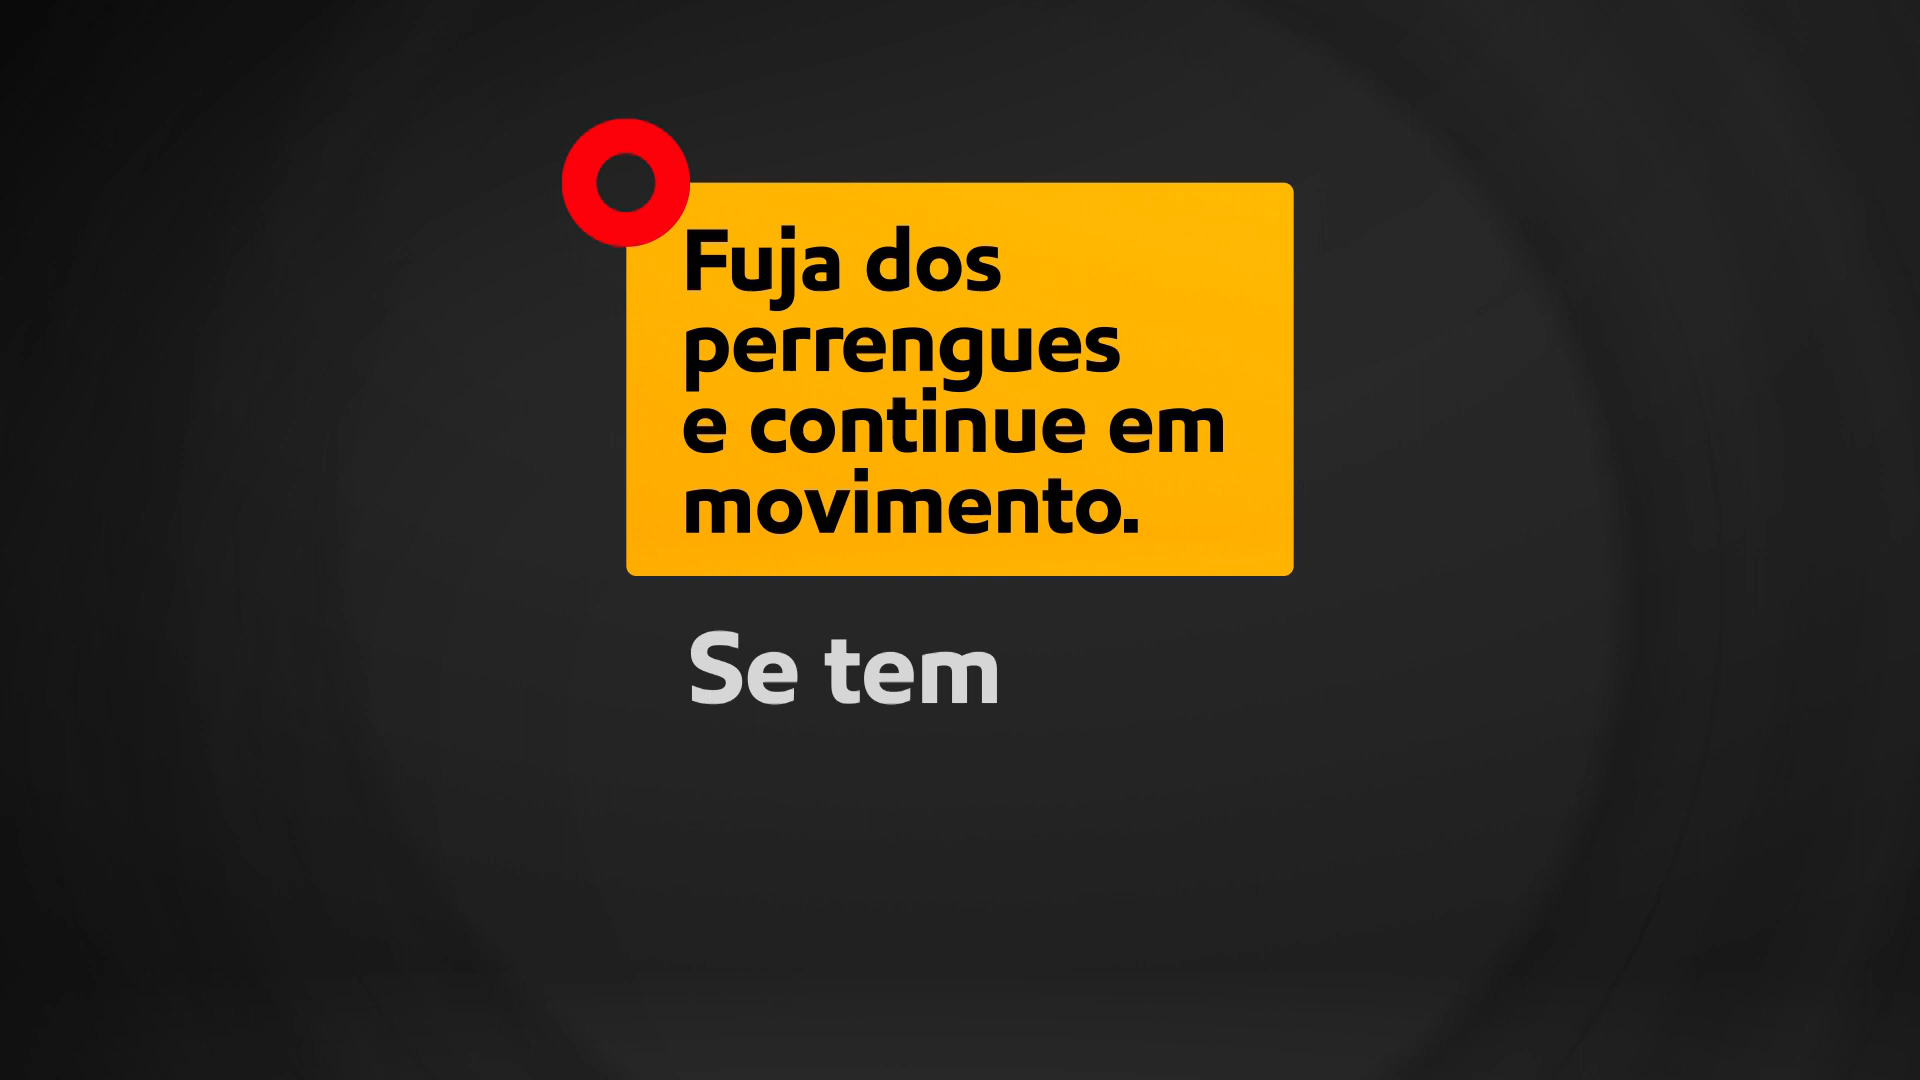 Fuja dos
perrengues
e continue em
movimento.
Se tem